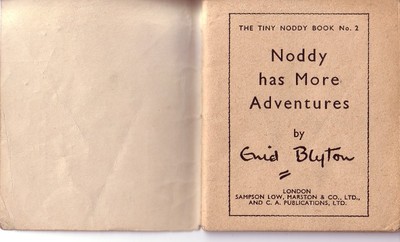 THE TINY NODDY BOOK No. 2
Noddy
has More
Adventures
by
Enid Blyton
LONDON
SAMPSON LOW, MARSTON & CO., LTD.,
AND C. A. PUBLICATIONS, LTD.